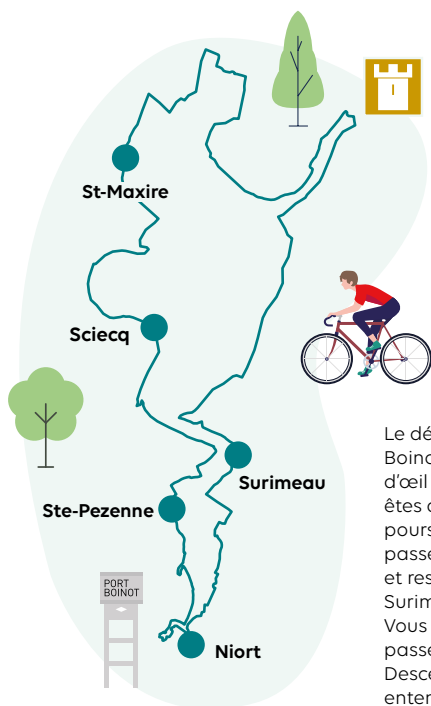 St-Maxire
Sciecq
Surimeau
Ste-Pezenne
PORT
BOINOT
Niort
Le dé
Boino
d'œil
êtes
pours
passe
et res
Surim
Vous
passe
Desce
enter